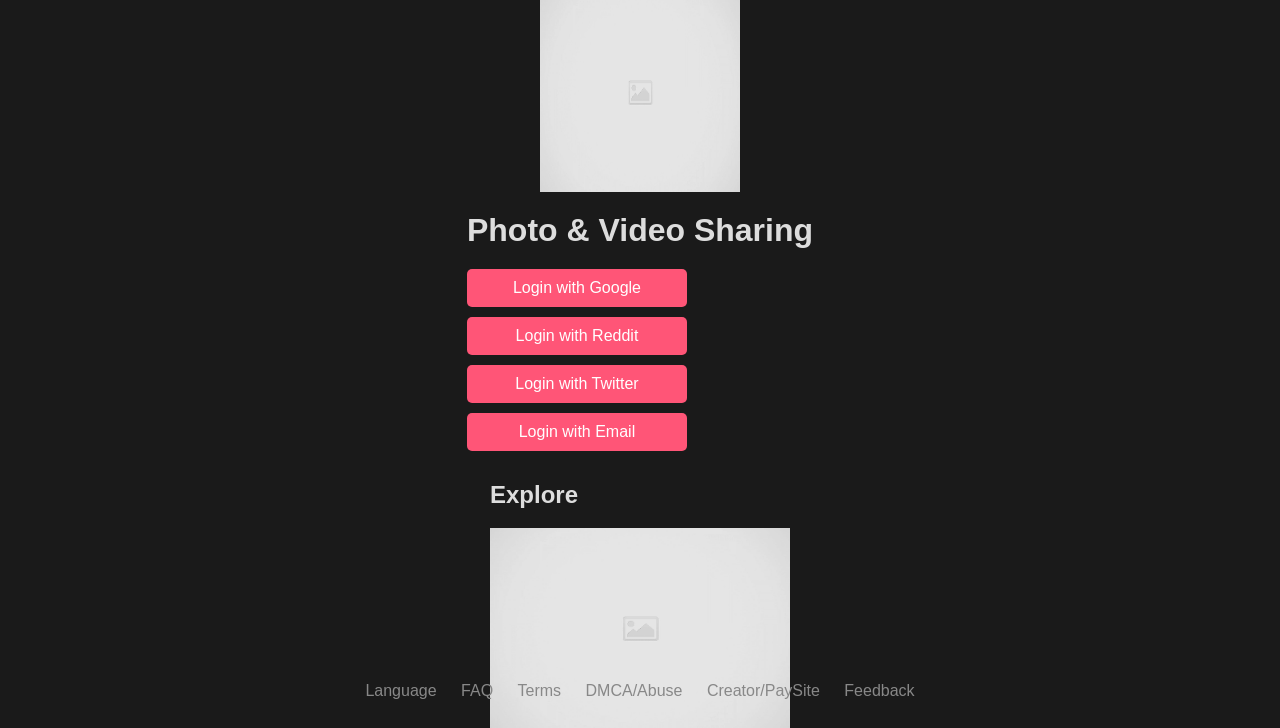 Photo & Video Sharing
Login with Google
Login with Reddit
Login with Twitter
Login with Email
Explore
Language FAQ Terms DMCA/Abuse Creator/PaySite Feedback